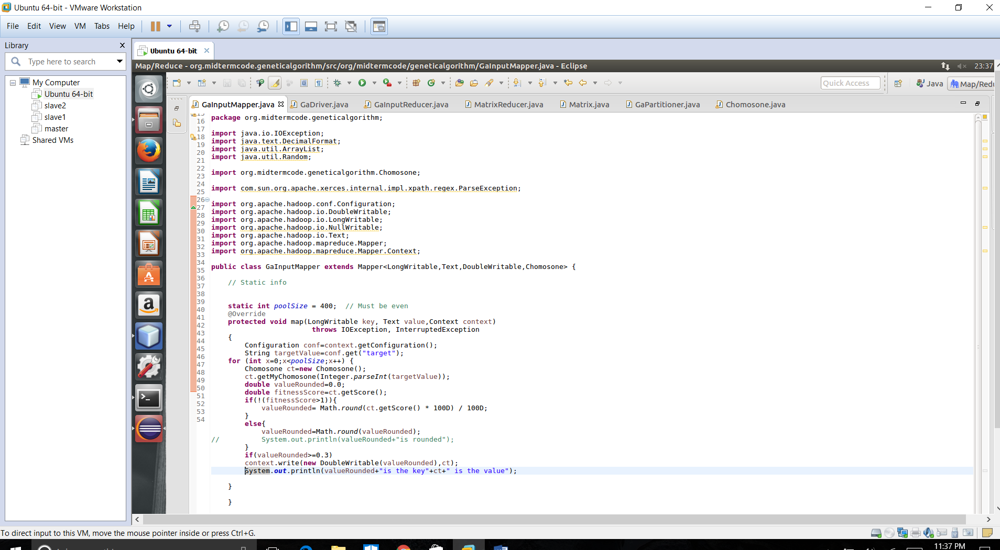 Ubuntu 64-bit - VMware Workstation
File Edit View VM Tabs Help
Library
Type here to search
My Computer
Ubuntu 64-bit
slave2
slave1
master
Shared VMs
Ubuntu 64-bit
Map/Reduce - org.midtermcode.geneticalgorithm/src/org/midtermcode/geneticalgorithm/GaInputMapper.java - Eclipse
23:37
Quick Access
Java
Map/Redu
GaInputMapper.java
GaDriver.java
GaInputReducer.java
MatrixReducer.java
Matrix.java
GaPartitioner.java
Chomosone.java
15
16
17
18
19
20
21
22
23
24
25
26
27
28
29
30
31
32
33
34
35
36
37
38
39
40
41
42
43
44
45
46
47
48
49
50
51
52
53
54
package org.midtermcode.geneticalgorithm;
import java.io.IOException;
import java.text.DecimalFormat;
import java.util.ArrayList;
import java.util.Random;
import org.midtermcode.geneticalgorithm.Chomosone;
import com.sun.org.apache.xerces.internal.impl.xpath.regex.ParseException;
import org.apache.hadoop.conf.Configuration;
import org.apache.hadoop.io.DoubleWritable;
import org.apache.hadoop.io.LongWritable;
import org.apache.hadoop.io.NullWritable;
import org.apache.hadoop.io.Text;
import org.apache.hadoop.mapreduce.Mapper;
import org.apache.hadoop.mapreduce.Mapper.Context;
public class GaInputMapper extends Mapper<LongWritable,Text,DoubleWritable,Chomosone> {
// Static info
static int poolSize = 400;  // Must be even
@Override
protected void map(LongWritable key, Text value,Context context)
throws IOException, InterruptedException
{
Configuration conf=context.getConfiguration();
String targetValue=conf.get("target");
for (int x=0;x<poolSize;x++) {
Chomosone ct=new Chomosone();
ct.getMyChomosone(Integer.parseInt(targetValue));
double valueRounded=0.0;
double fitnessScore=ct.getScore();
if(!(fitnessScore>1)){
valueRounded= Math.round(ct.getScore() * 100D) / 100D;
}
else{
valueRounded=Math.round(valueRounded);
//          System.out.println(valueRounded+"is rounded");
}
if(valueRounded>=0.3)
context.write(new DoubleWritable(valueRounded),ct);
System.out.println(valueRounded+"is the key"+ct+" is the value");
}
}
To direct input to this VM, move the mouse pointer inside or press Ctrl+G.
11:37 PM